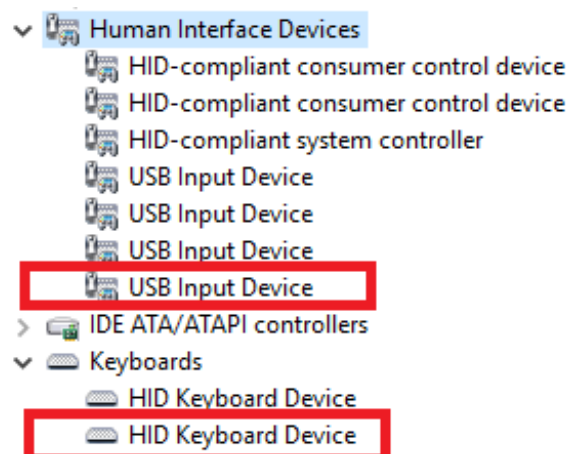 Human Interface Devices
HID-compliant consumer control device
HID-compliant consumer control device
HID-compliant system controller
USB Input Device
USB Input Device
USB Input Device
USB Input Device
IDE ATA/ATAPI controllers
Keyboards
HID Keyboard Device
HID Keyboard Device